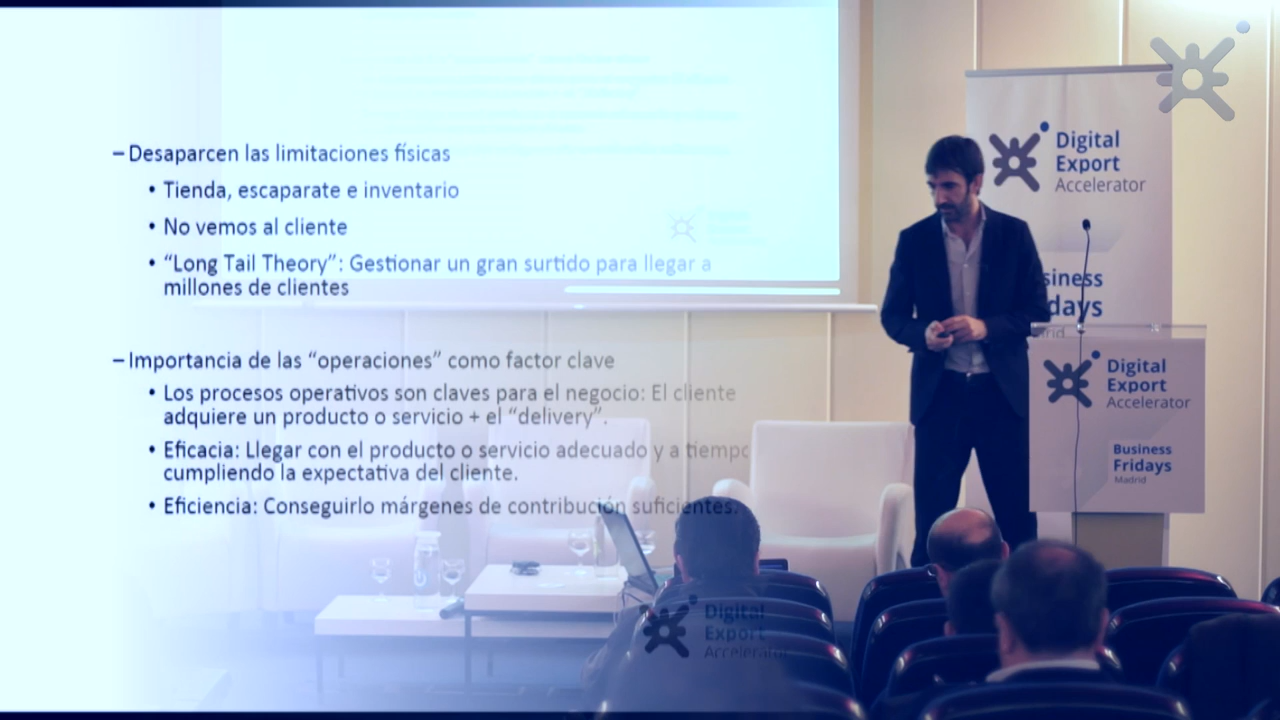 – Desaparcen las limitaciones físicas
• Tienda, escaparate e inventario
• No vemos al cliente
• “Long Tail Theory”: Gestionar un gran surtido para llegar a
millones de clientes
– Importancia de las “operaciones” como factor clave
• Los procesos operativos son claves para el negocio: El cliente
adquiere un producto o servicio + el “delivery”.
• Eficacia: Llegar con el producto o servicio adecuado y a tiempo
cumpliendo la expectativa del cliente.
• Eficiencia: Conseguirlo márgenes de contribución suficientes.
Digital
Export
Accelerator
siness
days
rid
Digital
Export
Accelerator
Business
Fridays
Madrid
Digital
Export
Accelerator